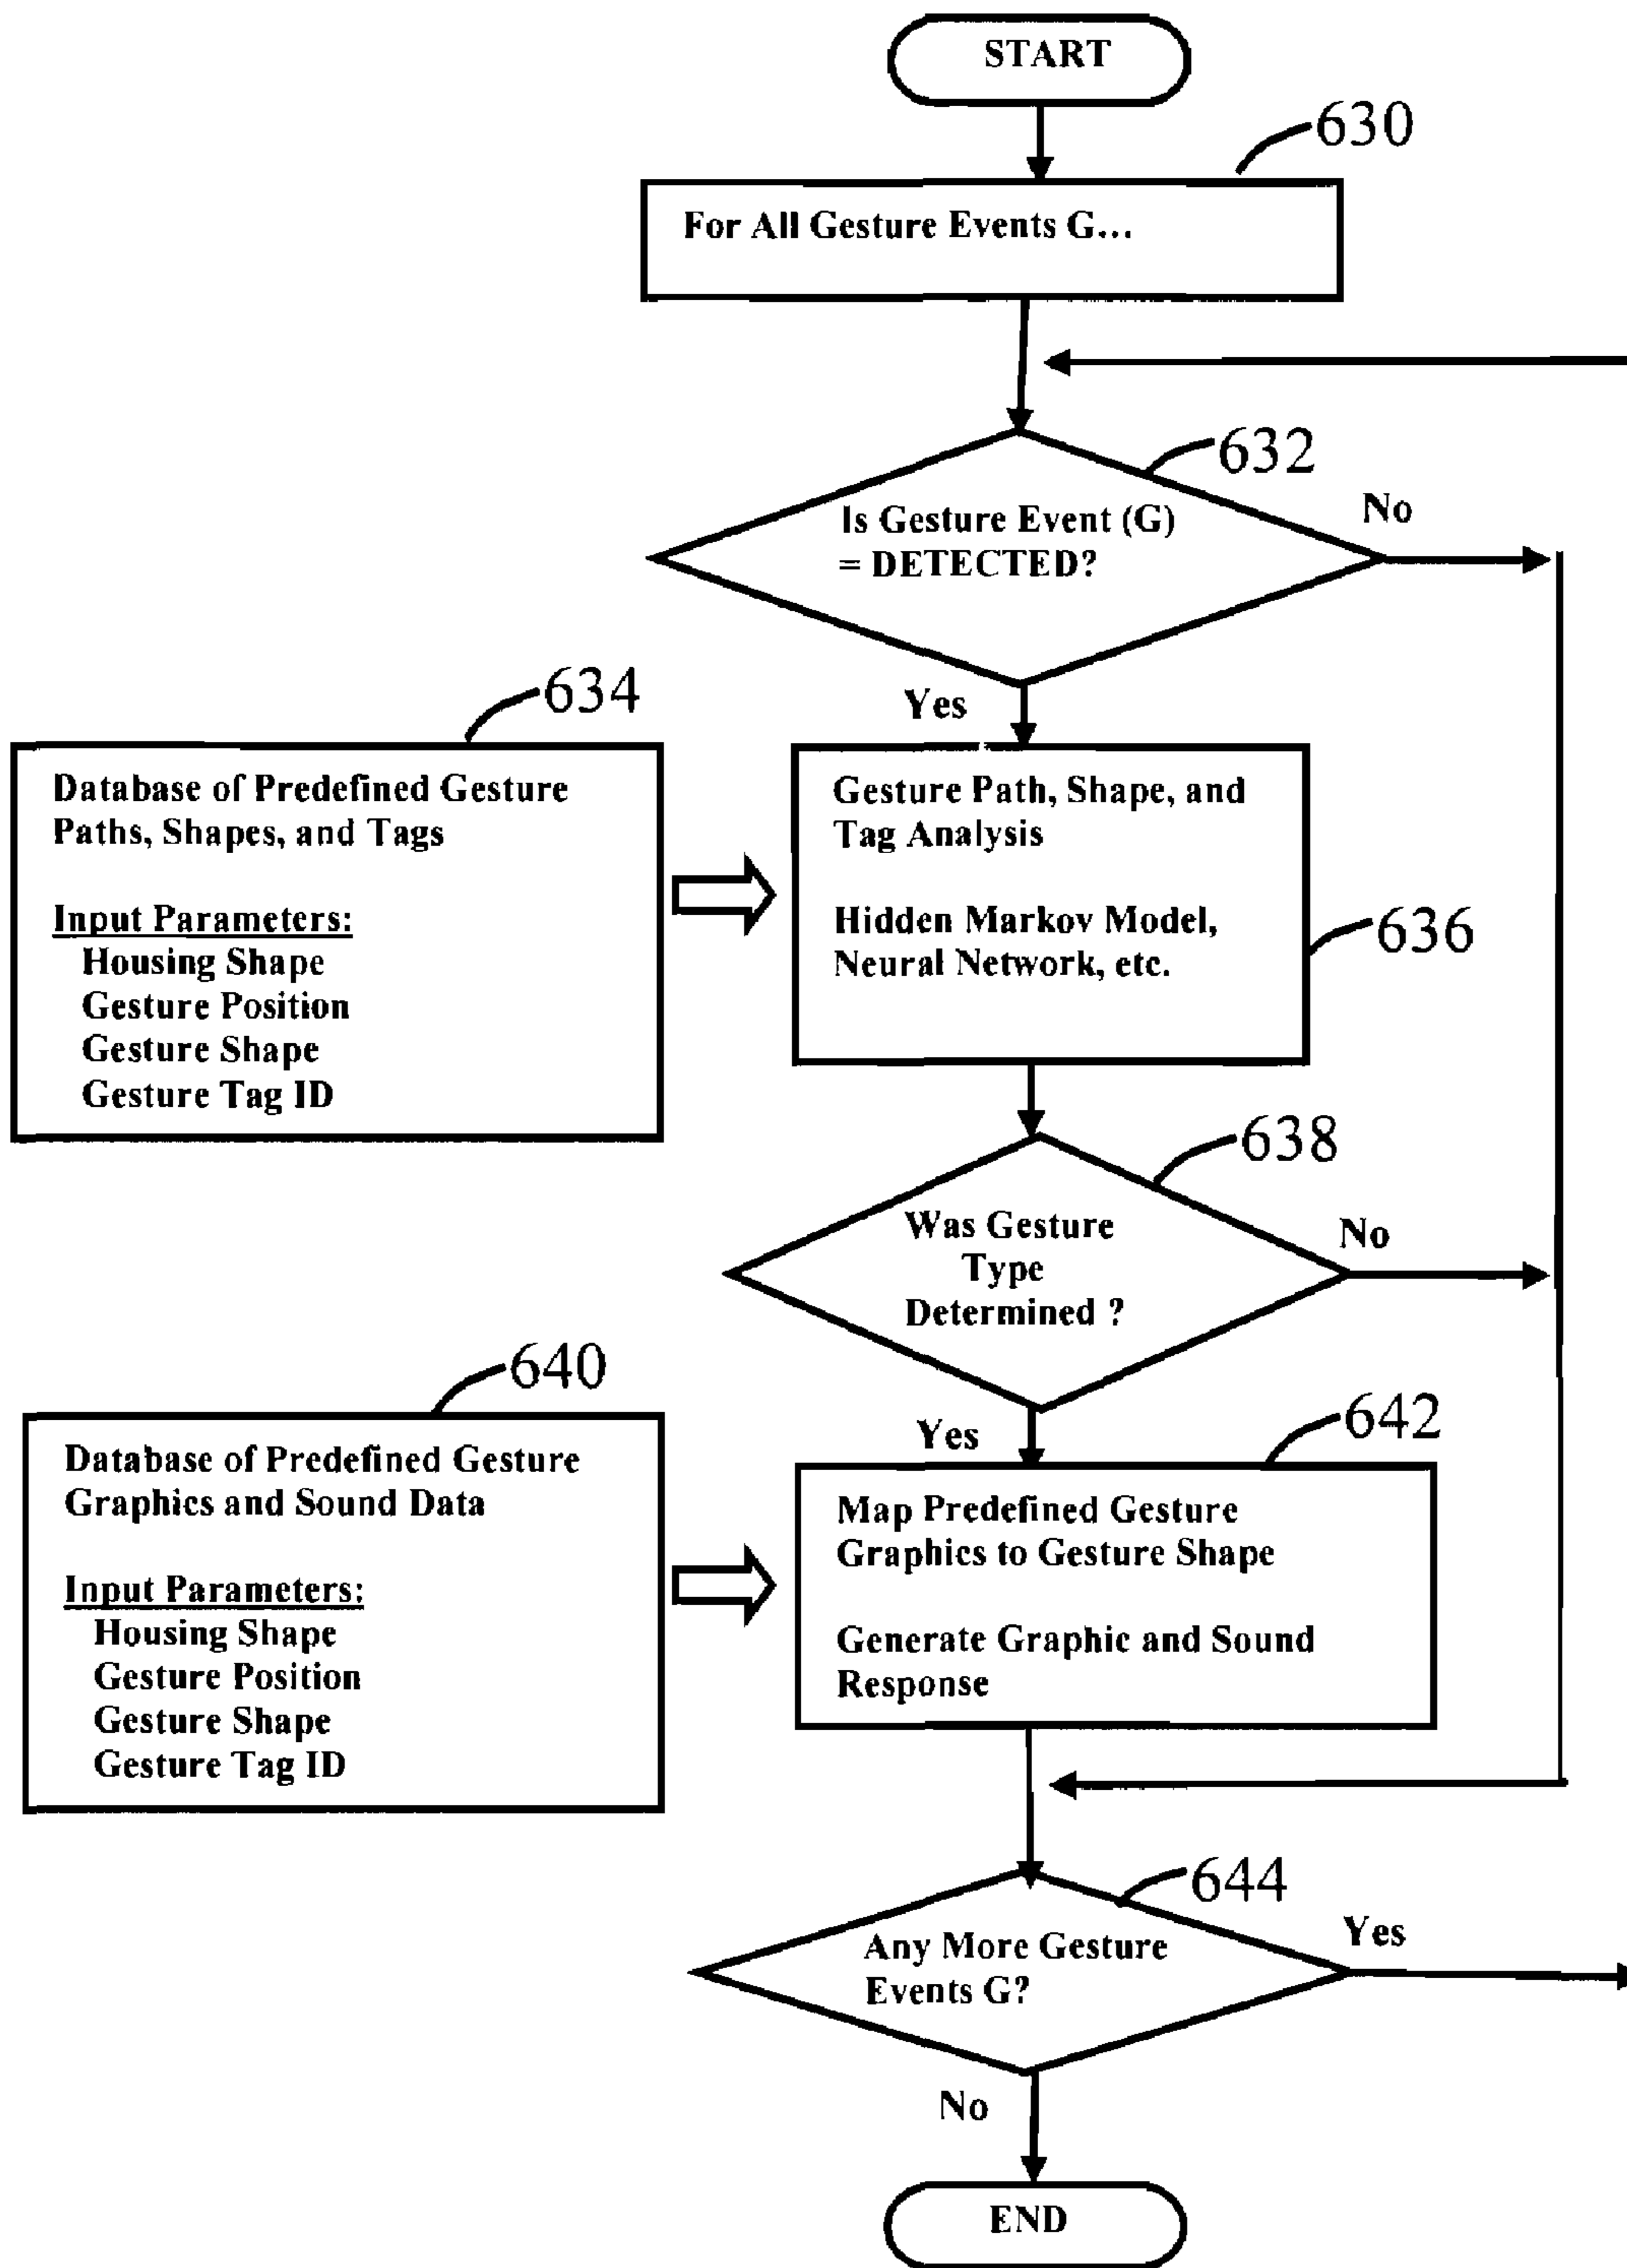 START
630
For All Gesture Events G...
632
Is Gesture Event (G)
= DETECTED?
No
Yes
634
Database of Predefined Gesture
Paths, Shapes, and Tags
Input Parameters:
Housing Shape
Gesture Position
Gesture Shape
Gesture Tag ID
Gesture Path, Shape, and
Tag Analysis
Hidden Markov Model,
Neural Network, etc.
636
638
Was Gesture
Type
Determined ?
No
Yes
640
Database of Predefined Gesture
Graphics and Sound Data
Input Parameters:
Housing Shape
Gesture Position
Gesture Shape
Gesture Tag ID
642
Map Predefined Gesture
Graphics to Gesture Shape
Generate Graphic and Sound
Response
644
Any More Gesture
Events G?
Yes
No
END